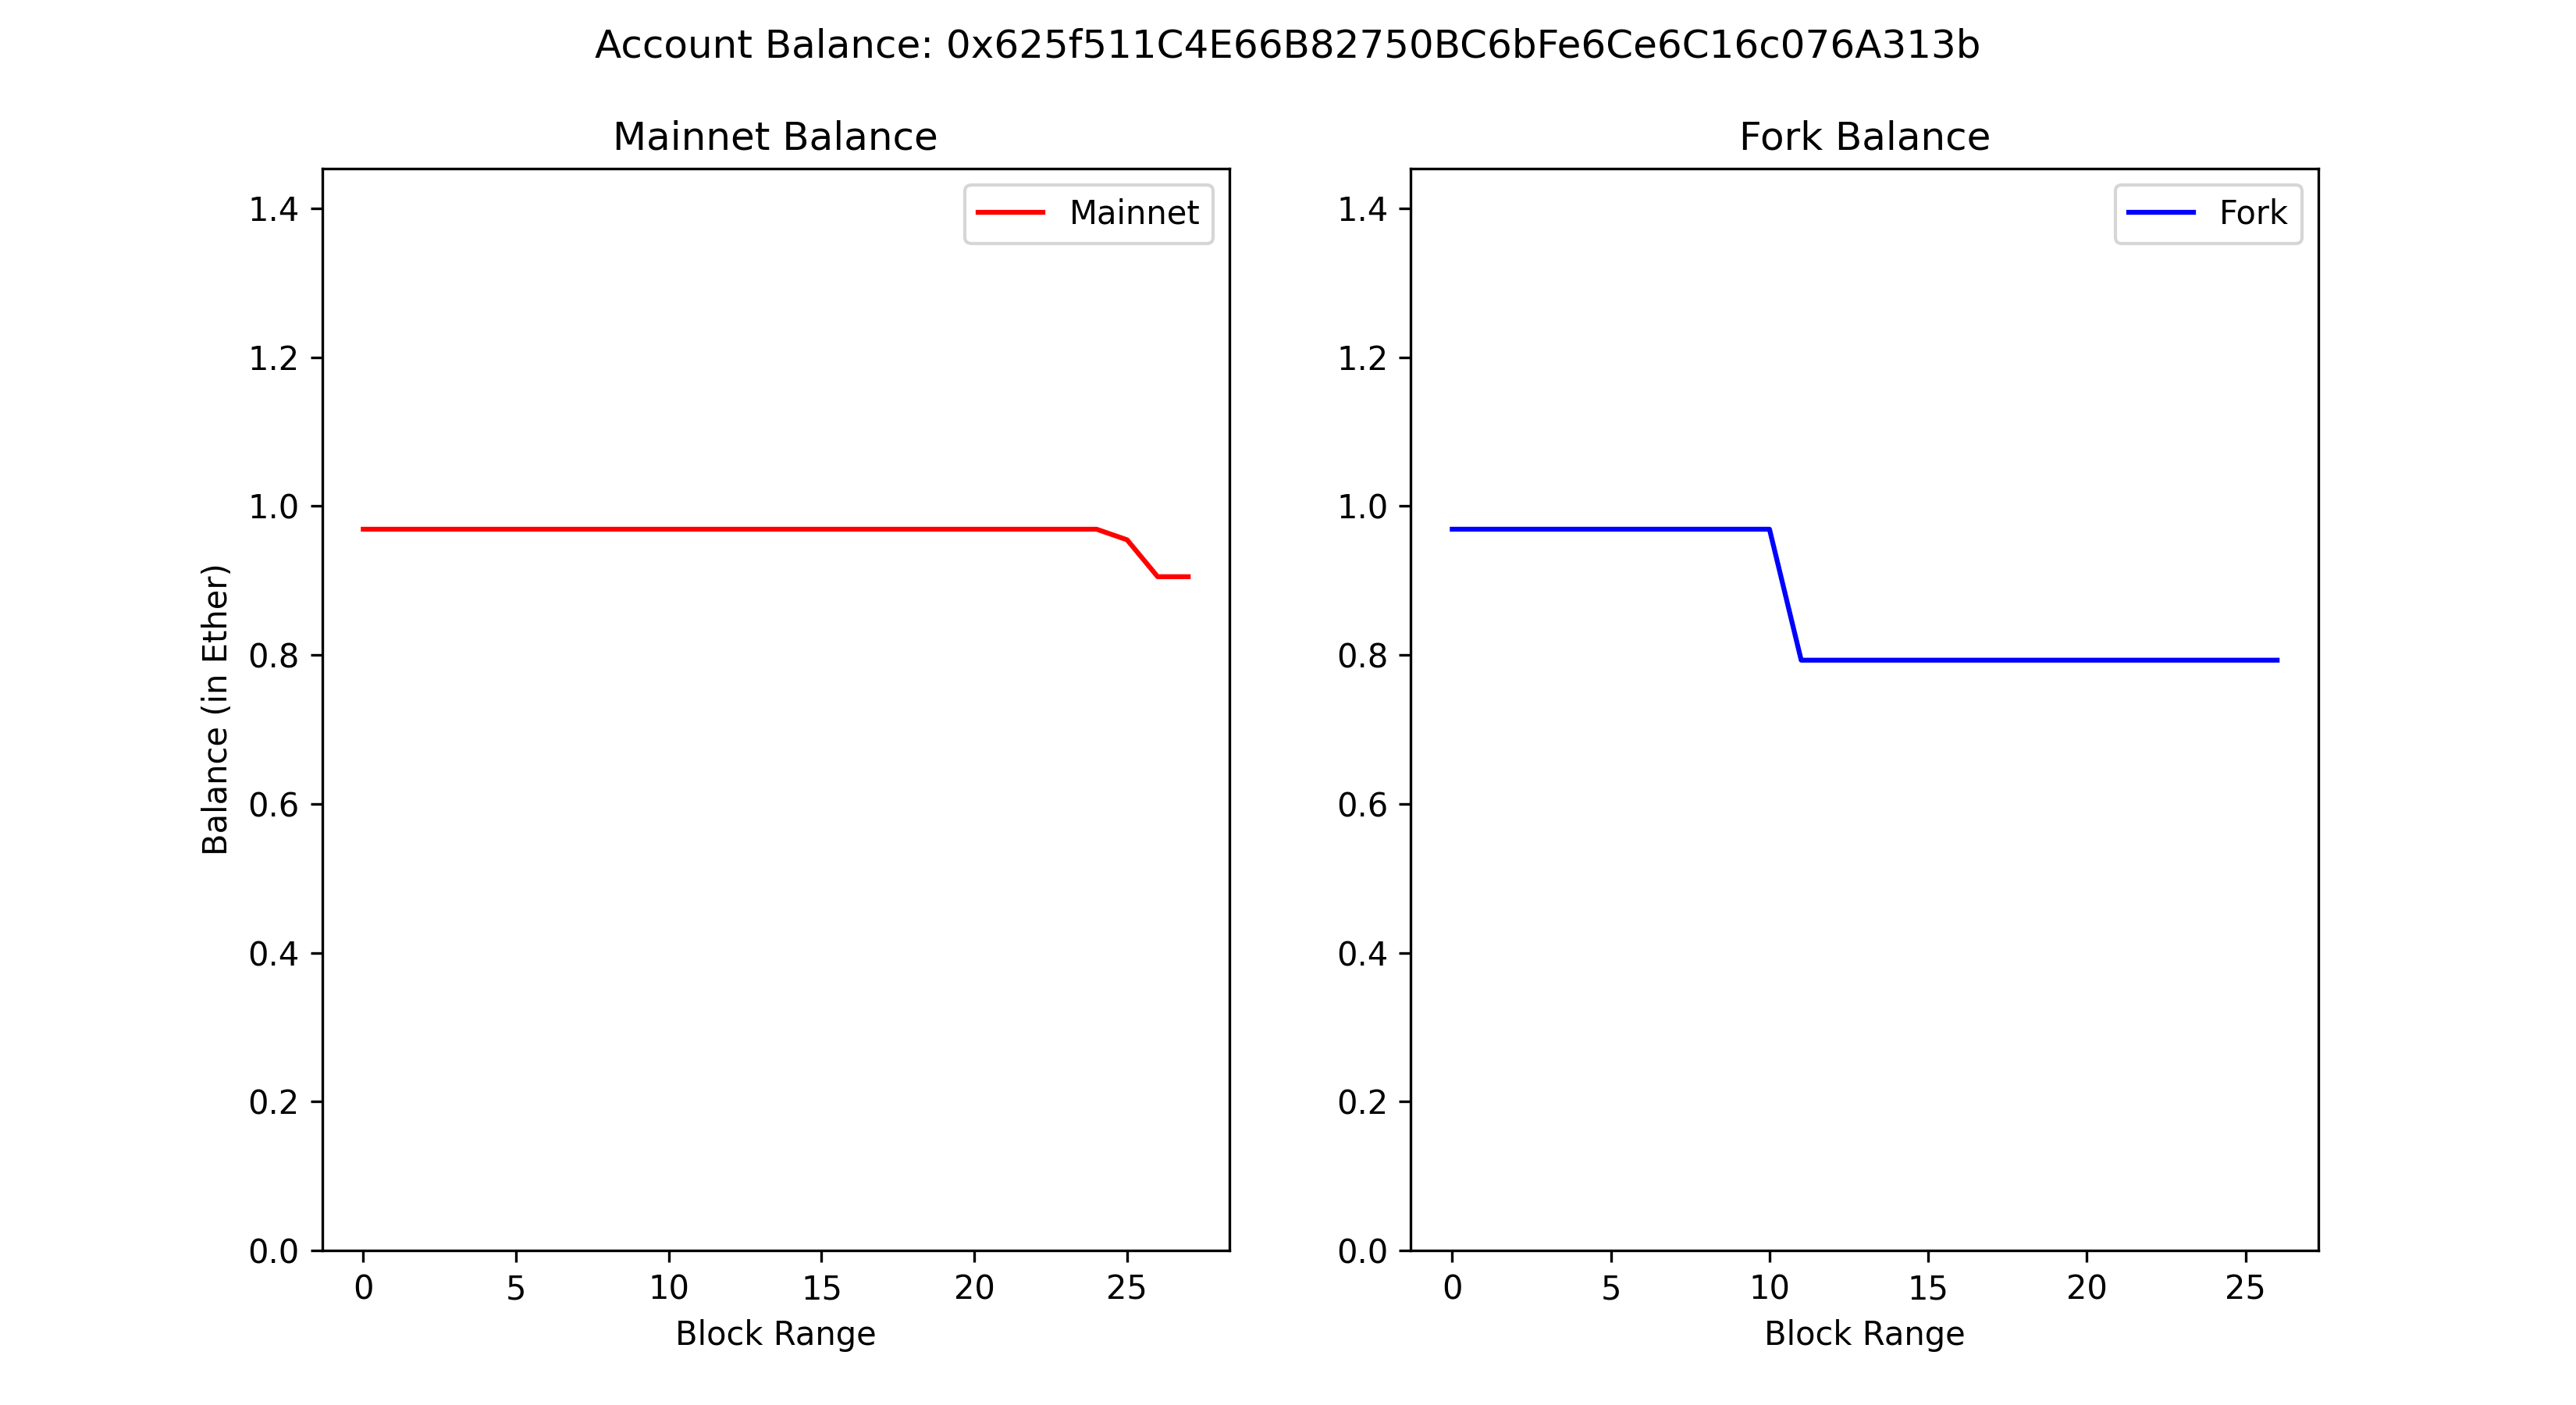 Account Balance: 0x625f511C4E66B82750BC6bFe6Ce6C16c076A313b
Mainnet Balance
Mainnet
1.4
1.2
1.0
0.8
0.6
0.4
0.2
0.0
Balance (in Ether)
0 5 10 15 20 25
Block Range
Fork Balance
Fork
1.4
1.2
1.0
0.8
0.6
0.4
0.2
0.0
0 5 10 15 20 25
Block Range